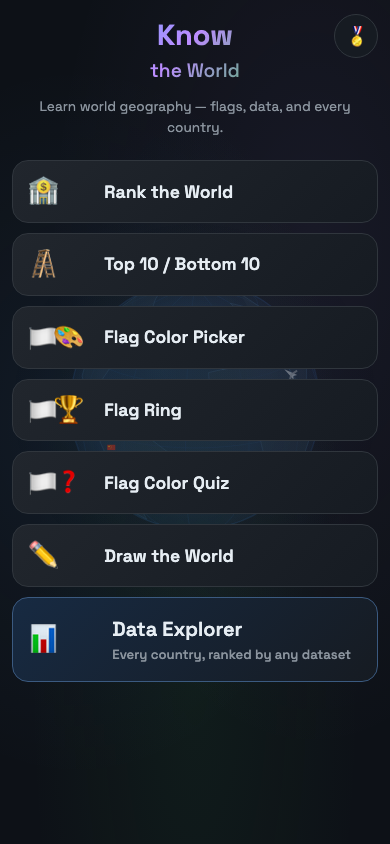 Know
the World
Learn world geography — flags, data, and every
country.
Rank the World
Top 10 / Bottom 10
Flag Color Picker
Flag Ring
Flag Color Quiz
Draw the World
Data Explorer
Every country, ranked by any dataset